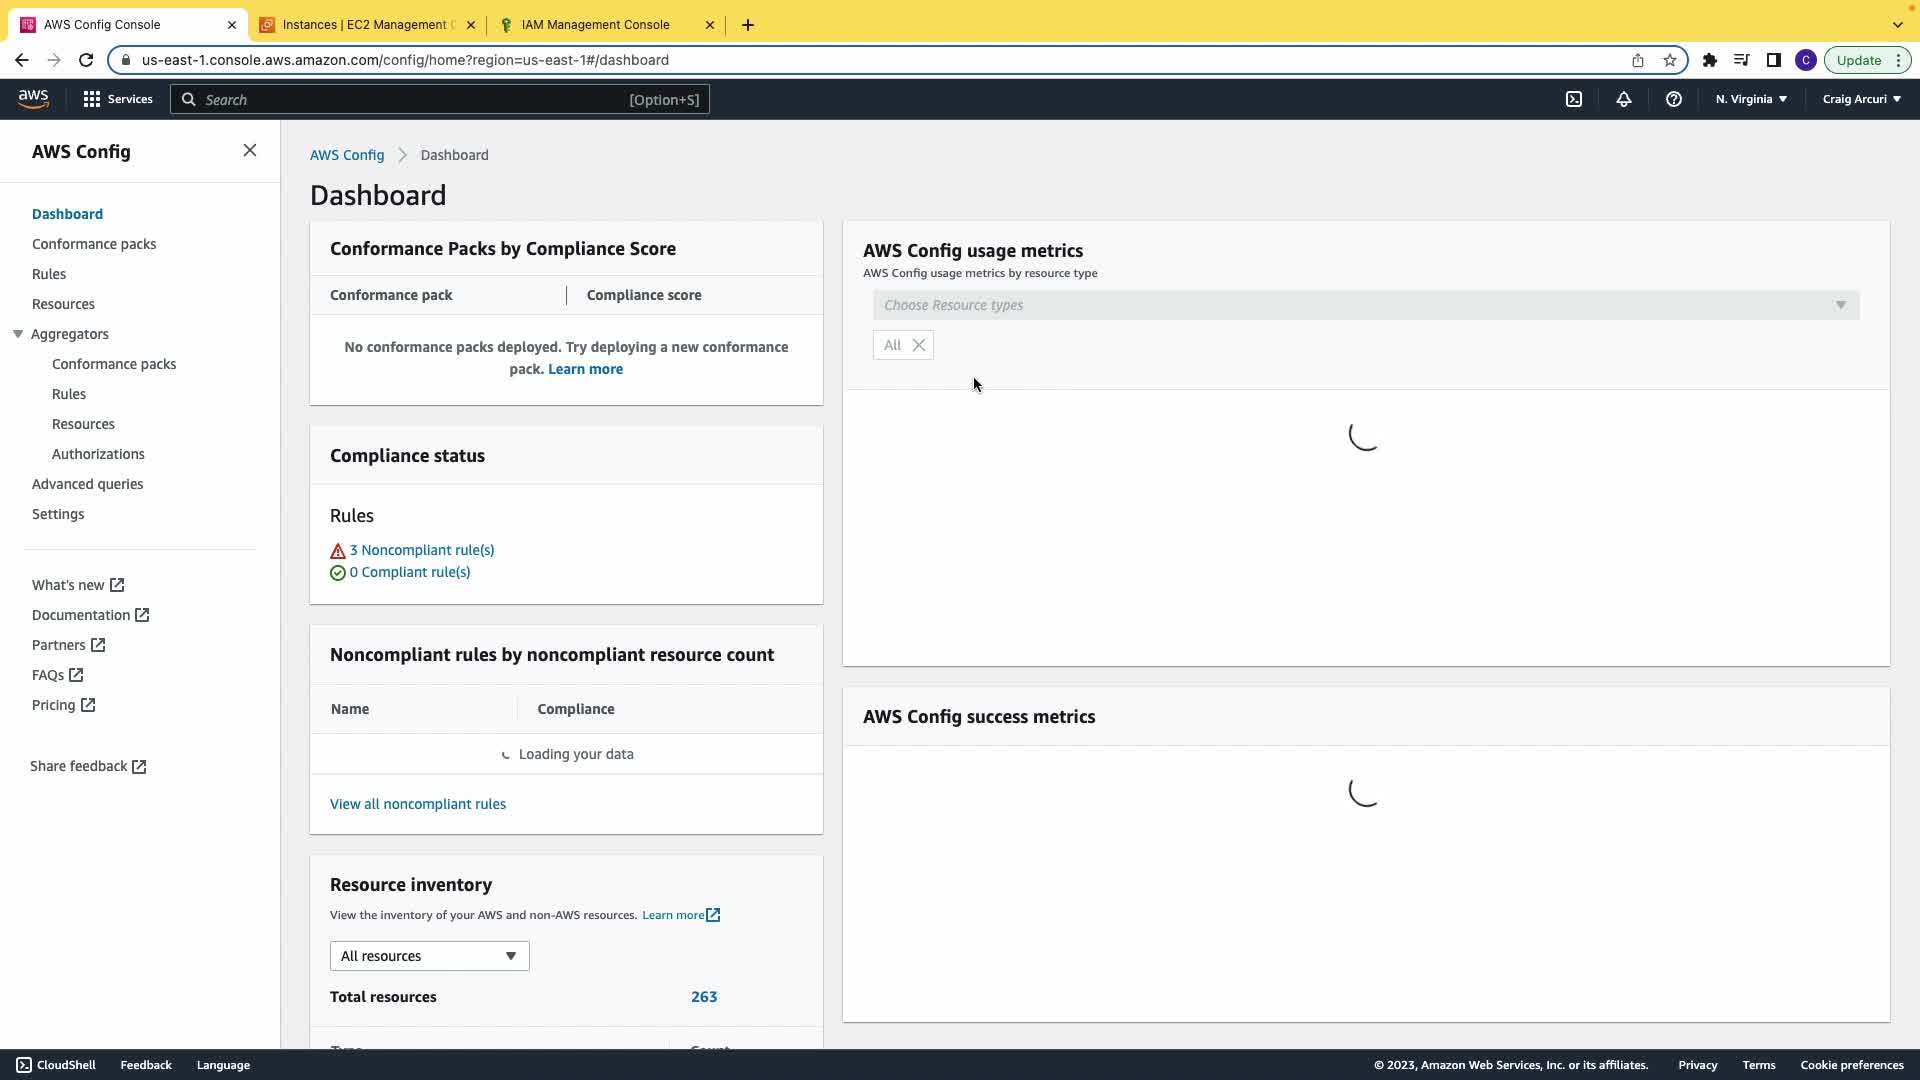 AWS Config Console
Instances | EC2 Management C
IAM Management Console
us-east-1.console.aws.amazon.com/config/home?region=us-east-1#/dashboard
C
Update
aws
Services
Search
[Option+S]
N. Virginia
Craig Arcuri
AWS Config
Dashboard
Conformance packs
Rules
Resources
Aggregators
Conformance packs
Rules
Resources
Authorizations
Advanced queries
Settings
What's new
Documentation
Partners
FAQs
Pricing
Share feedback
AWS Config
Dashboard
Dashboard
Conformance Packs by Compliance Score
Conformance pack
Compliance score
No conformance packs deployed. Try deploying a new conformance
pack. Learn more
Compliance status
Rules
3 Noncompliant rule(s)
0 Compliant rule(s)
Noncompliant rules by noncompliant resource count
Name
Compliance
Loading your data
View all noncompliant rules
Resource inventory
View the inventory of your AWS and non-AWS resources. Learn more
All resources
Total resources
263
Type
Count
AWS Config usage metrics
AWS Config usage metrics by resource type
Choose Resource types
All
AWS Config success metrics
CloudShell
Feedback
Language
© 2023, Amazon Web Services, Inc. or its affiliates.
Privacy
Terms
Cookie preferences